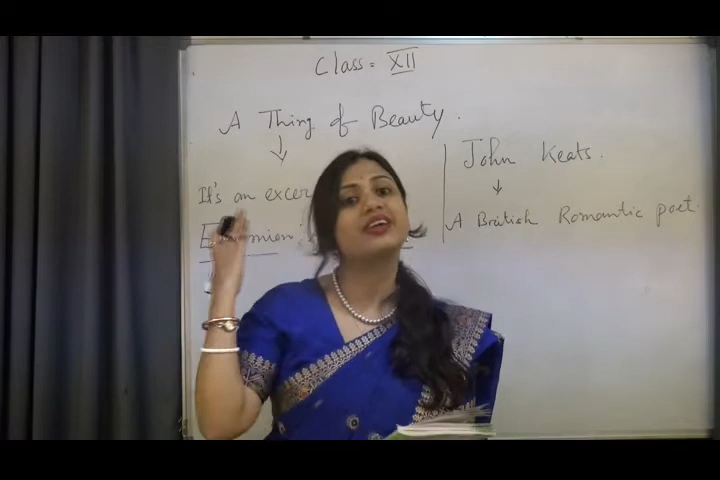 Class = XII
A Thing of Beauty.
↓
It's an excer
John Keats.
↓
A British Romantic poet.